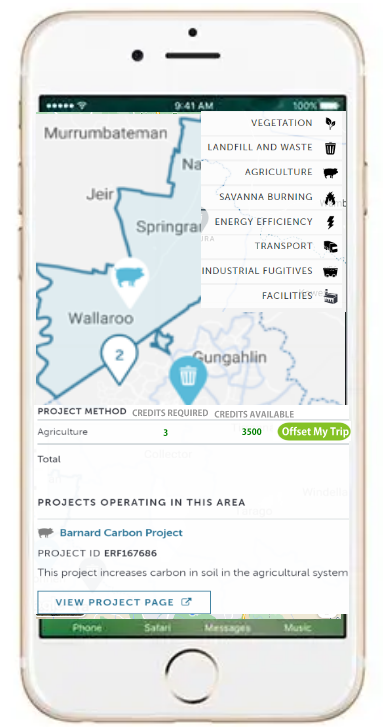 9:41 AM 100%
Murrumbateman
VEGETATION
LANDFILL AND WASTE
Na
AGRICULTURE
Jeir
SAVANNA BURNING
Springra
ENERGY EFFICIENCY
TRANSPORT
INDUSTRIAL FUGITIVES
FACILITIES
Wallaroo
2
Gungahlin
PROJECT METHOD CREDITS REQUIRED CREDITS AVAILABLE
Agriculture 3 3500 Offset My Trip
Total
PROJECTS OPERATING IN THIS AREA
Barnard Carbon Project
PROJECT ID ERF167686
This project increases carbon in soil in the agricultural system
VIEW PROJECT PAGE
Phone Safari Messages Music